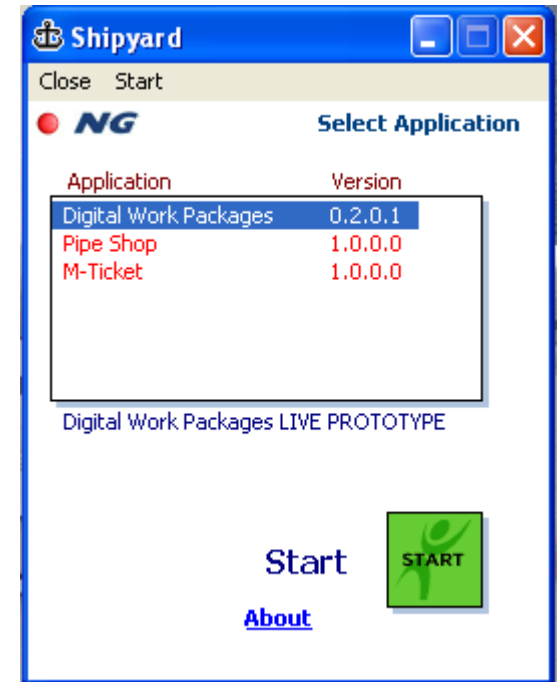 Shipyard
Close Start
NG Select Application
Application Version
Digital Work Packages 0.2.0.1
Pipe Shop 1.0.0.0
M-Ticket 1.0.0.0
Digital Work Packages LIVE PROTOTYPE
Start START
About